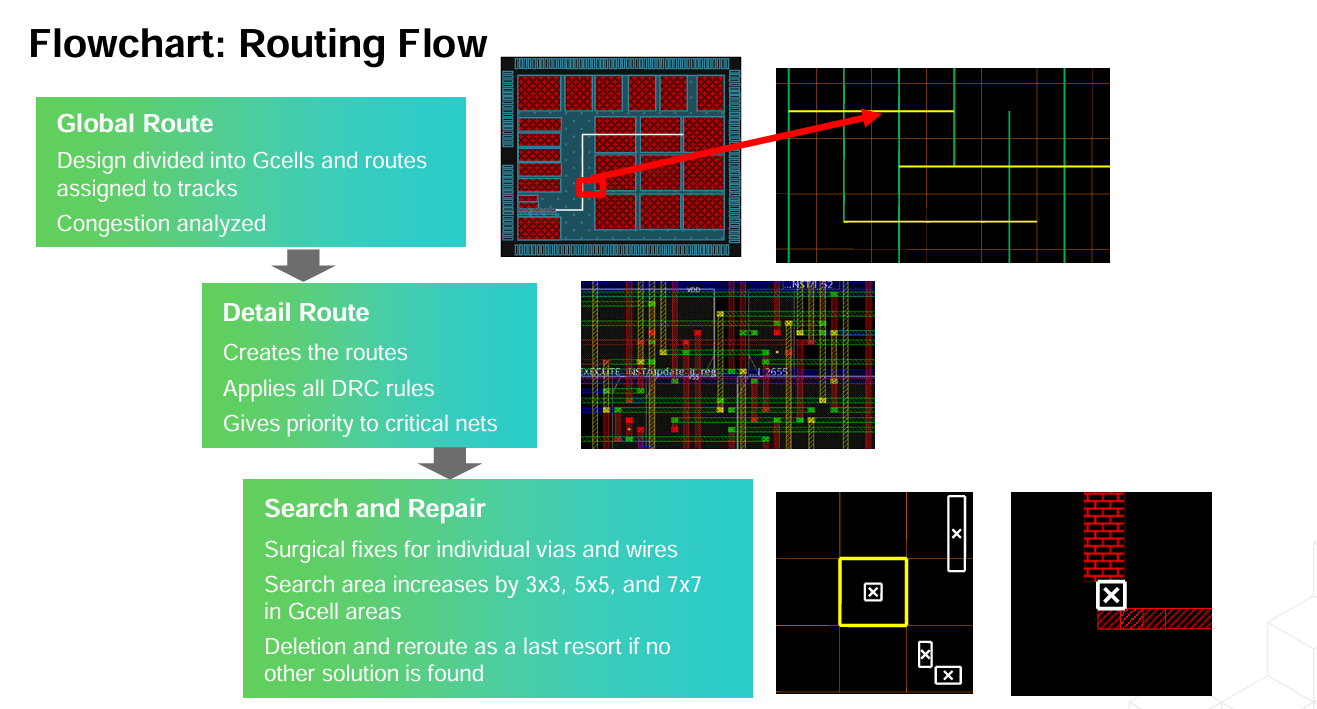 Flowchart: Routing Flow
Global Route
Design divided into Gcells and routes
assigned to tracks
Congestion analyzed
Detail Route
Creates the routes
Applies all DRC rules
Gives priority to critical nets
VDD
...NST/i_52
EXECUTE_INST/update_g_reg
VSS
...i_2655
Search and Repair
Surgical fixes for individual vias and wires
Search area increases by 3x3, 5x5, and 7x7
in Gcell areas
Deletion and reroute as a last resort if no
other solution is found